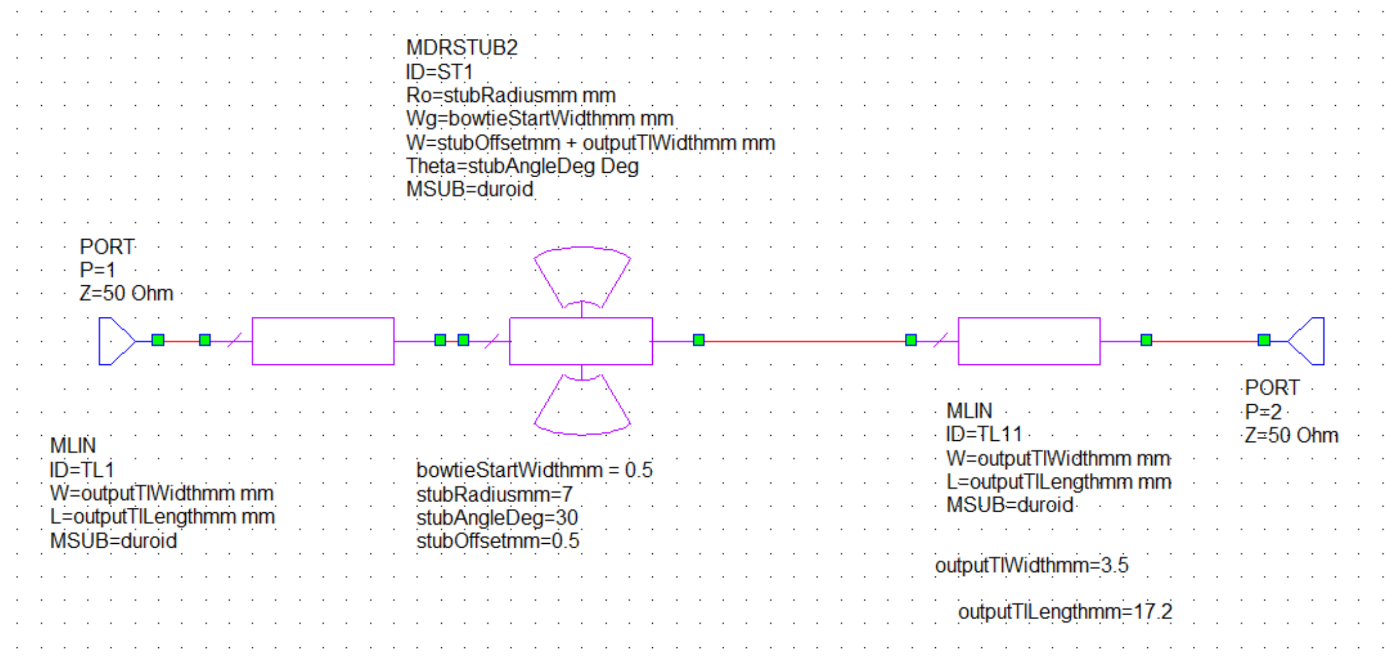 MDRSTUB2
ID=ST1
Ro=stubRadiusmm mm
Wg=bowtieStartWidthmm mm
W=stubOffsetmm + outputTlWidthmm mm
Theta=stubAngleDeg Deg
MSUB=duroid
PORT
P=1
Z=50 Ohm
MLIN
ID=TL1
W=outputTlWidthmm mm
L=outputTlLengthmm mm
MSUB=duroid
bowtieStartWidthmm = 0.5
stubRadiusmm=7
stubAngleDeg=30
stubOffsetmm=0.5
MLIN
ID=TL11
W=outputTlWidthmm mm
L=outputTlLengthmm mm
MSUB=duroid
PORT
P=2
Z=50 Ohm
outputTlWidthmm=3.5
outputTlLengthmm=17.2